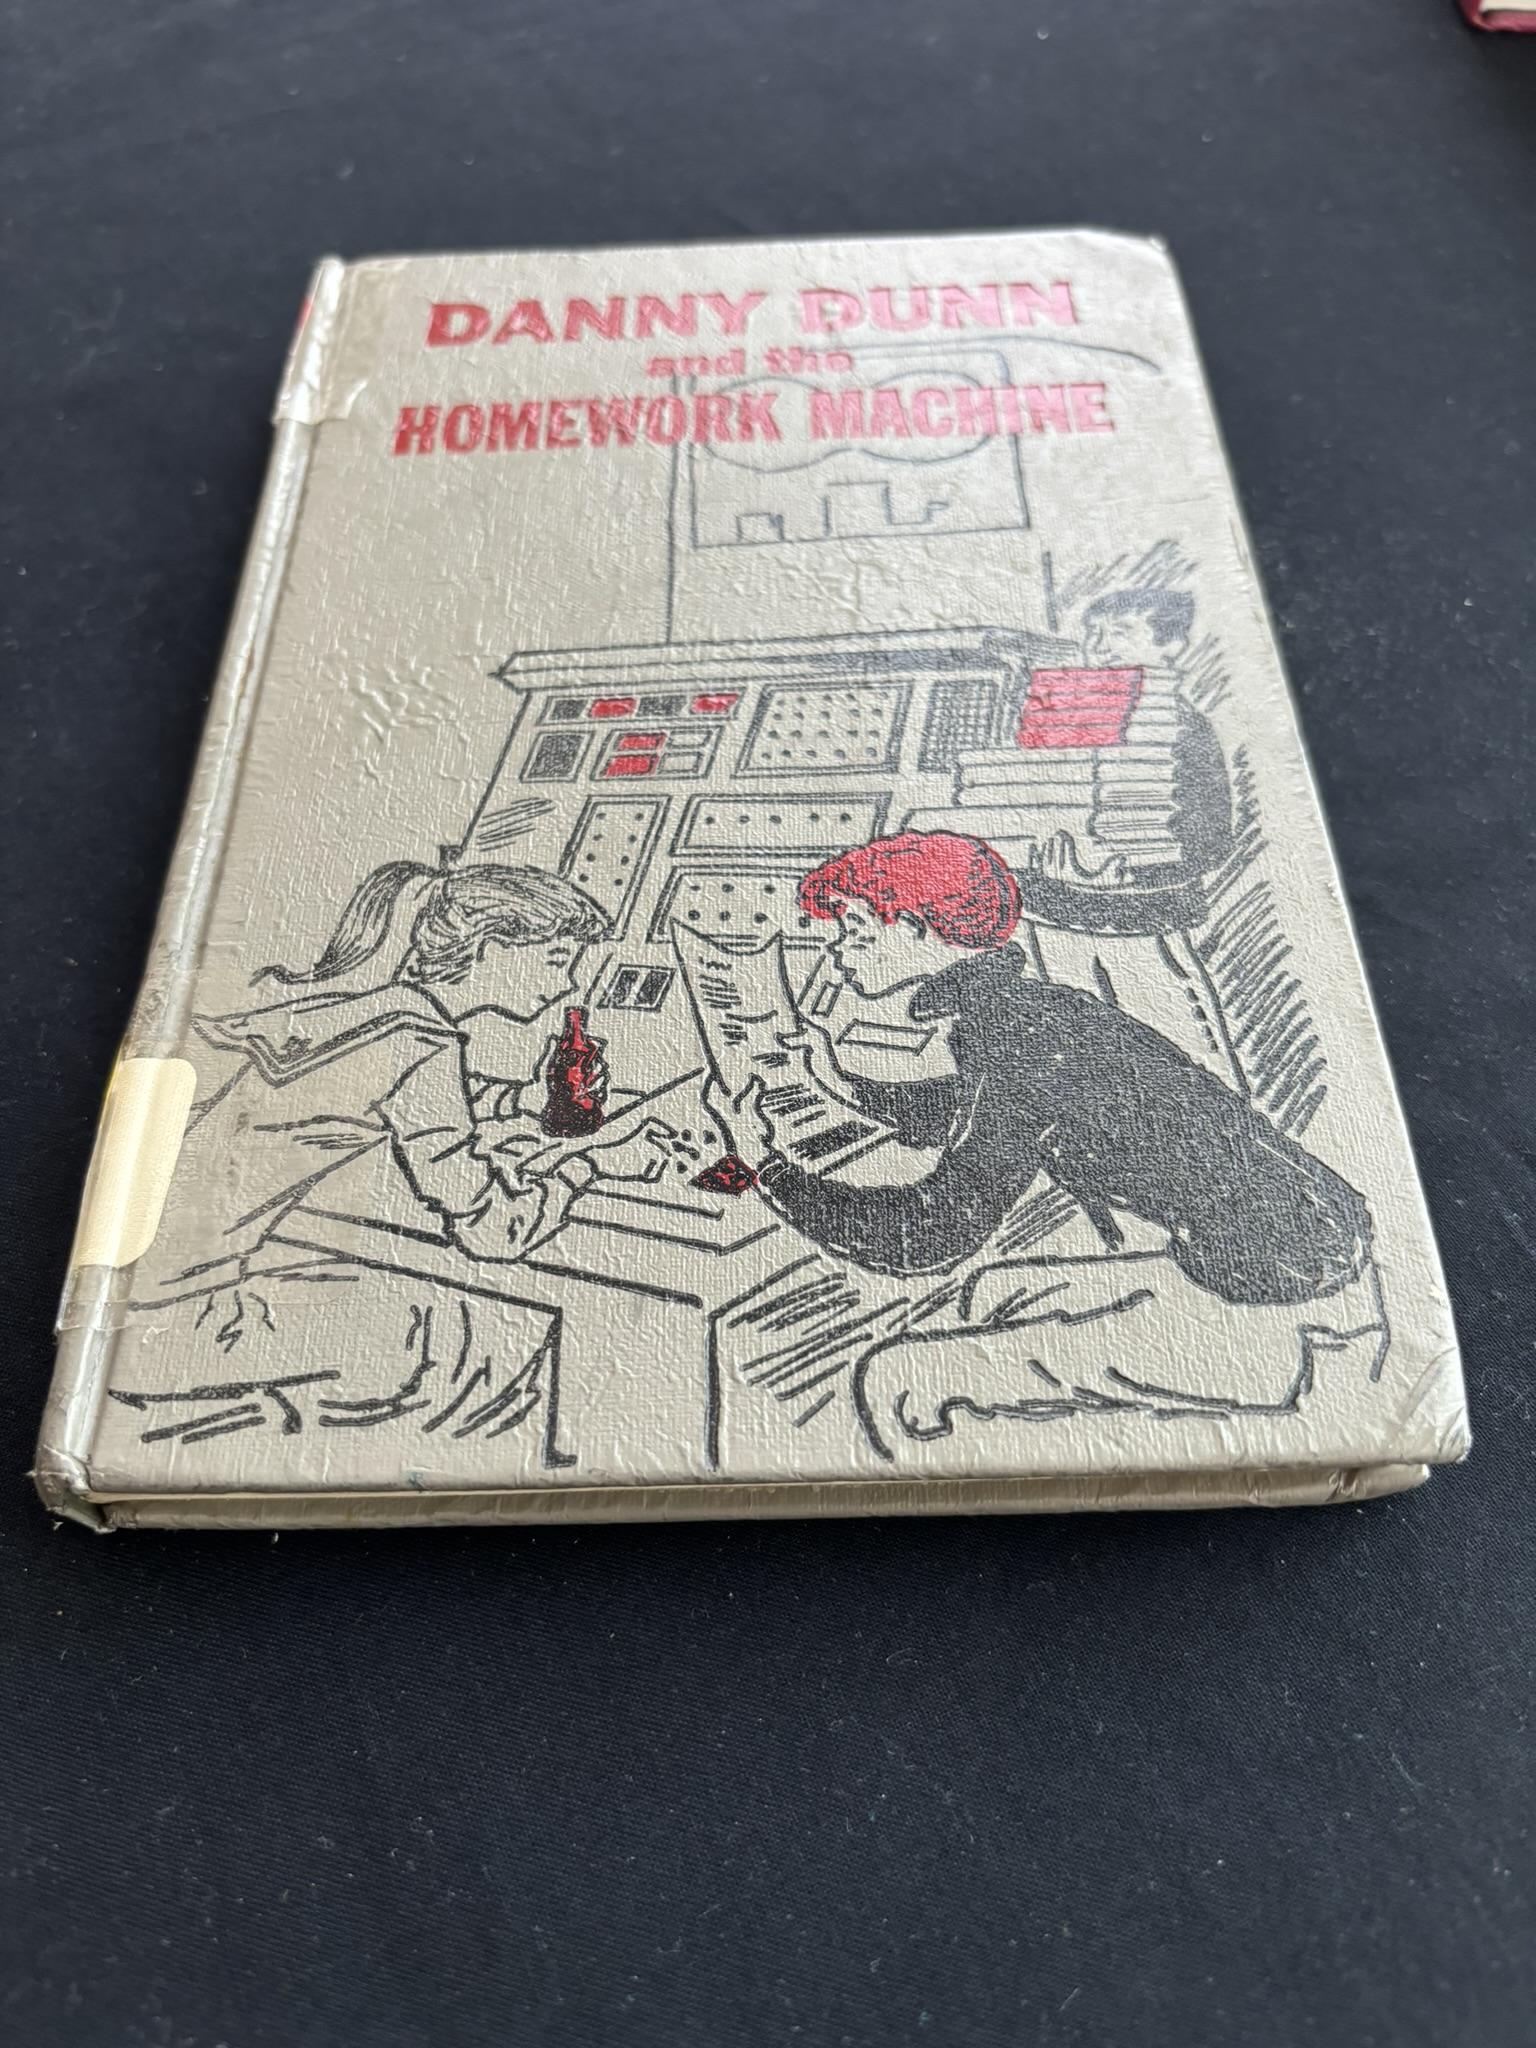 DANNY DUNN
and the
HOMEWORK MACHINE